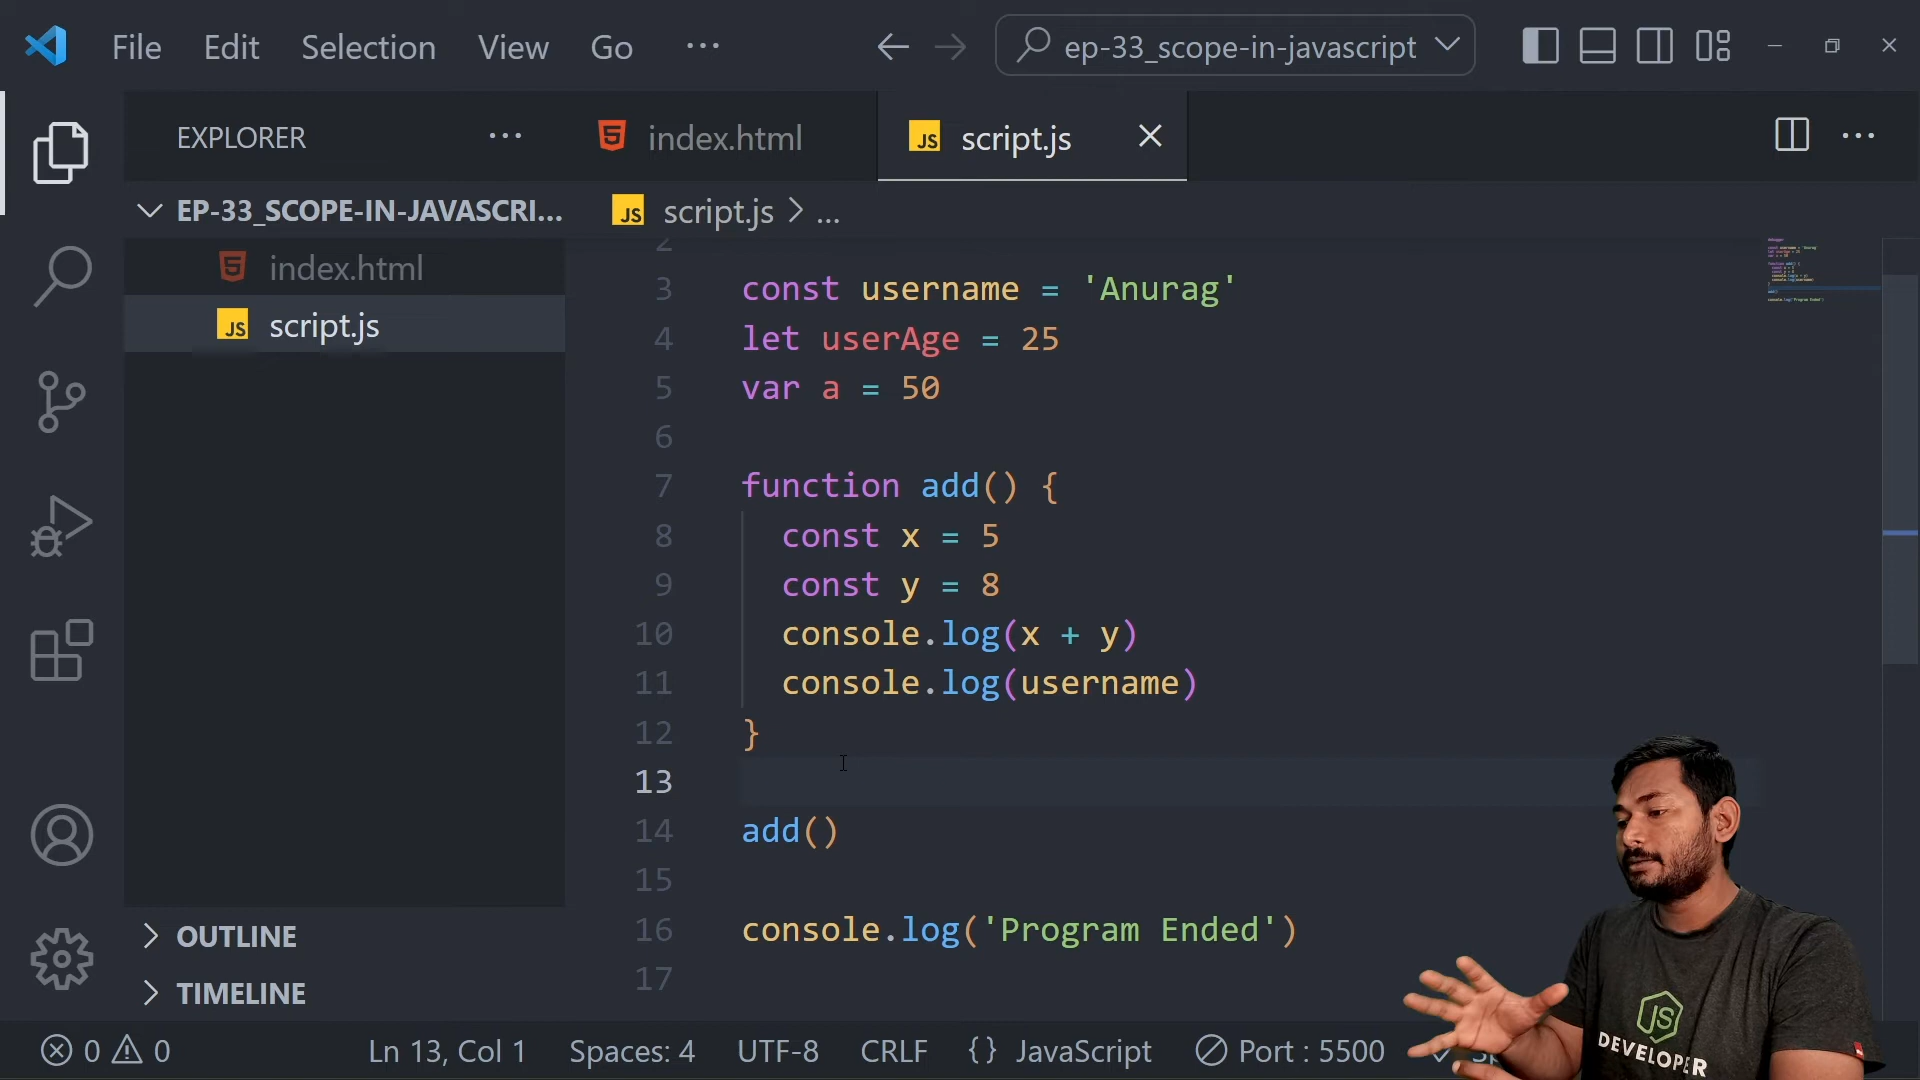 File Edit Selection View Go ... ep-33_scope-in-javascript
EXPLORER ... index.html script.js ...
EP-33_SCOPE-IN-JAVASCRI...
script.js > ...
index.html
script.js
2
3 const username = 'Anurag'
4 let userAge = 25
5 var a = 50
6
7 function add() {
8 const x = 5
9 const y = 8
10 console.log(x + y)
11 console.log(username)
12 }
13
14 add()
15
16 console.log('Program Ended')
17
OUTLINE
TIMELINE
0 0 Ln 13, Col 1 Spaces: 4 UTF-8 CRLF {} JavaScript Port : 5500
JS
DEVELOPER